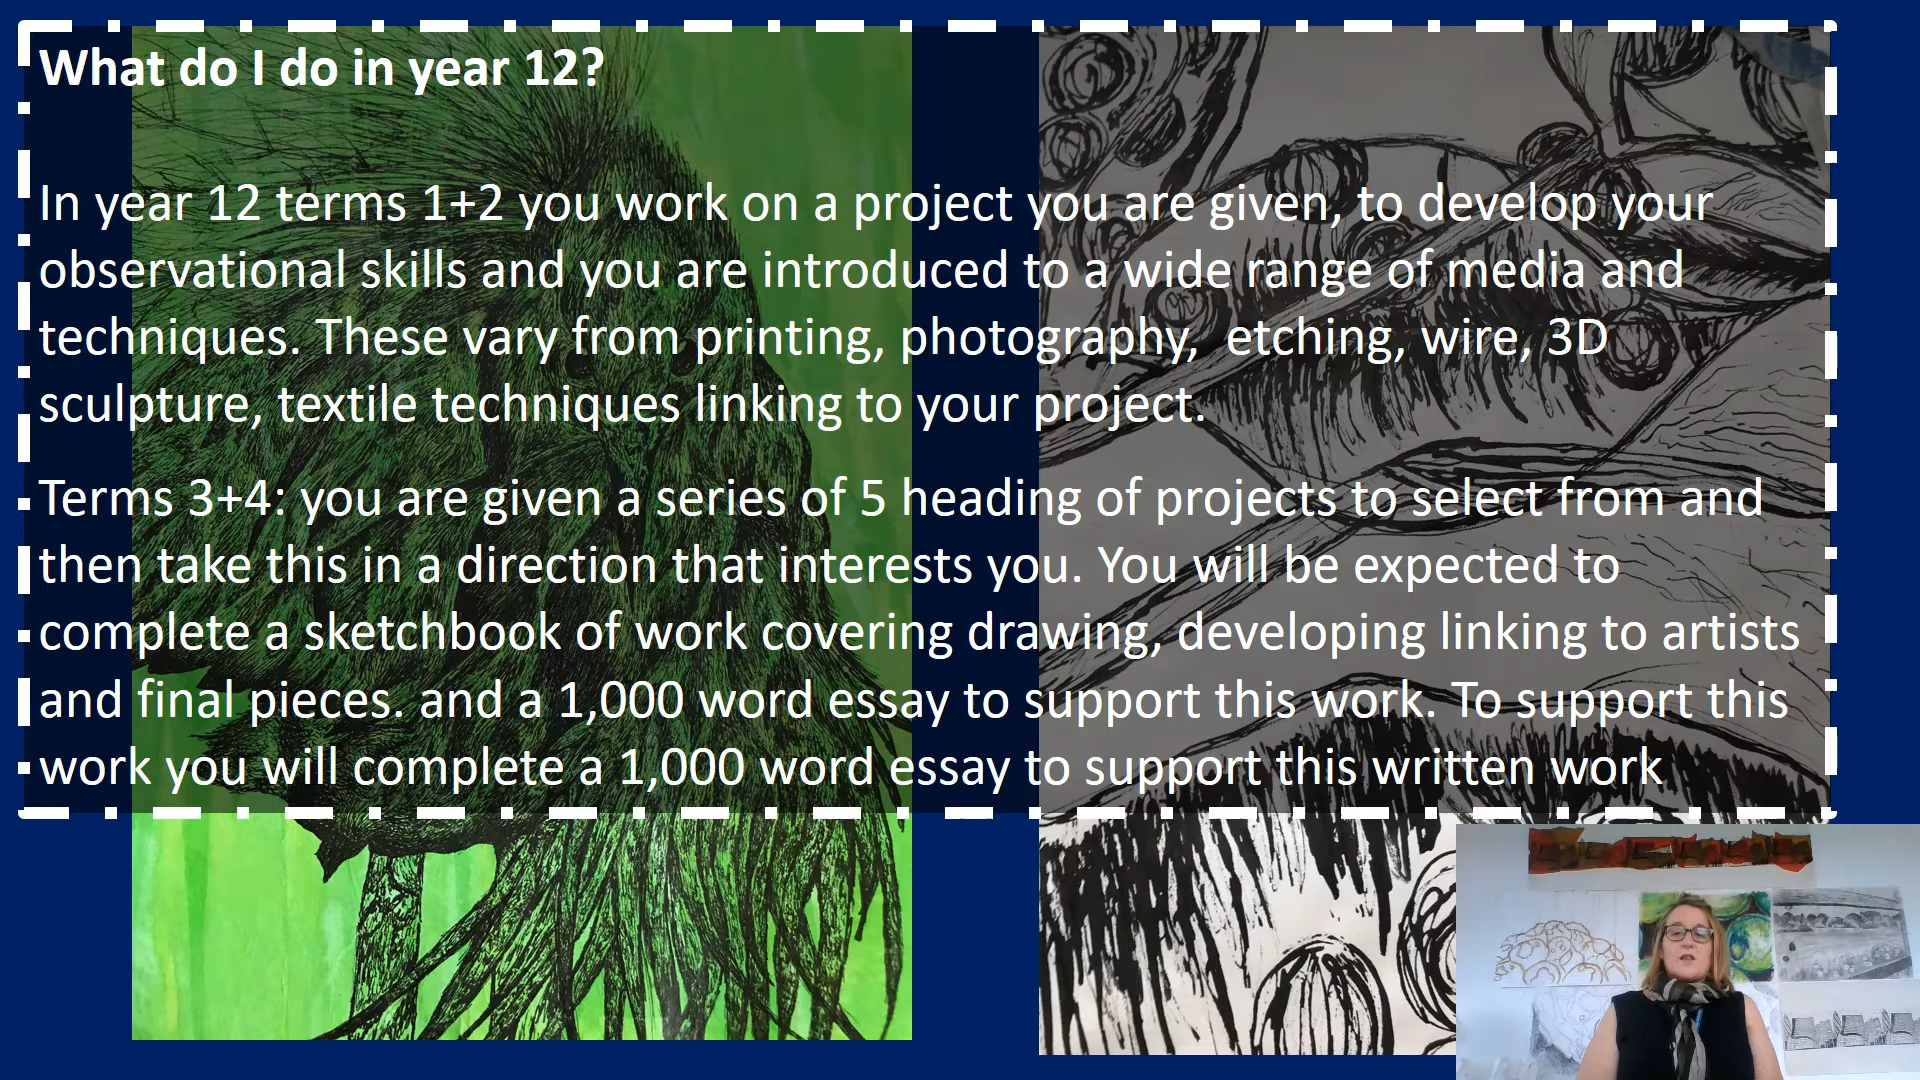 What do I do in year 12?
In year 12 terms 1+2 you work on a project you are given, to develop your
observational skills and you are introduced to a wide range of media and
techniques. These vary from printing, photography,  etching, wire, 3D
sculpture, textile techniques linking to your project.
Terms 3+4: you are given a series of 5 heading of projects to select from and
then take this in a direction that interests you. You will be expected to
complete a sketchbook of work covering drawing, developing linking to artists
and final pieces. and a 1,000 word essay to support this work. To support this
work you will complete a 1,000 word essay to support this written work